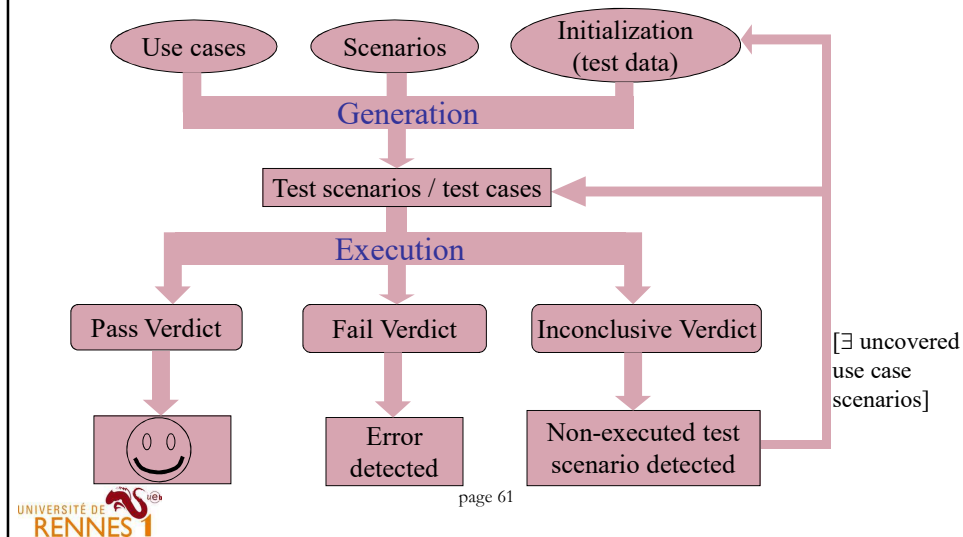 Use cases
Scenarios
Initialization
(test data)
Generation
Test scenarios / test cases
Execution
Pass Verdict
Fail Verdict
Inconclusive Verdict
[∃ uncovered
use case
scenarios]
Error
detected
Non-executed test
scenario detected
page 61
ueb
UNIVERSITÉ DE
RENNES 1